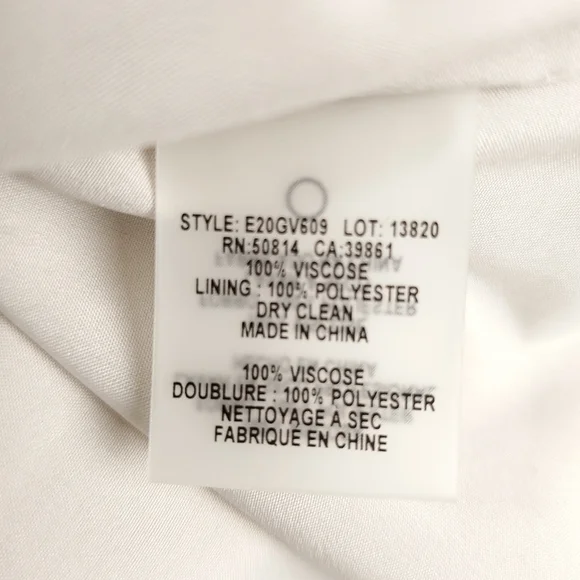 STYLE: E20GV609 LOT: 13820
RN:50814 CA:39861
100% VISCOSE
LINING : 100% POLYESTER
DRY CLEAN
MADE IN CHINA
100% VISCOSE
DOUBLURE : 100% POLYESTER
NETTOYAGE À SEC
FABRIQUÉ EN CHINE